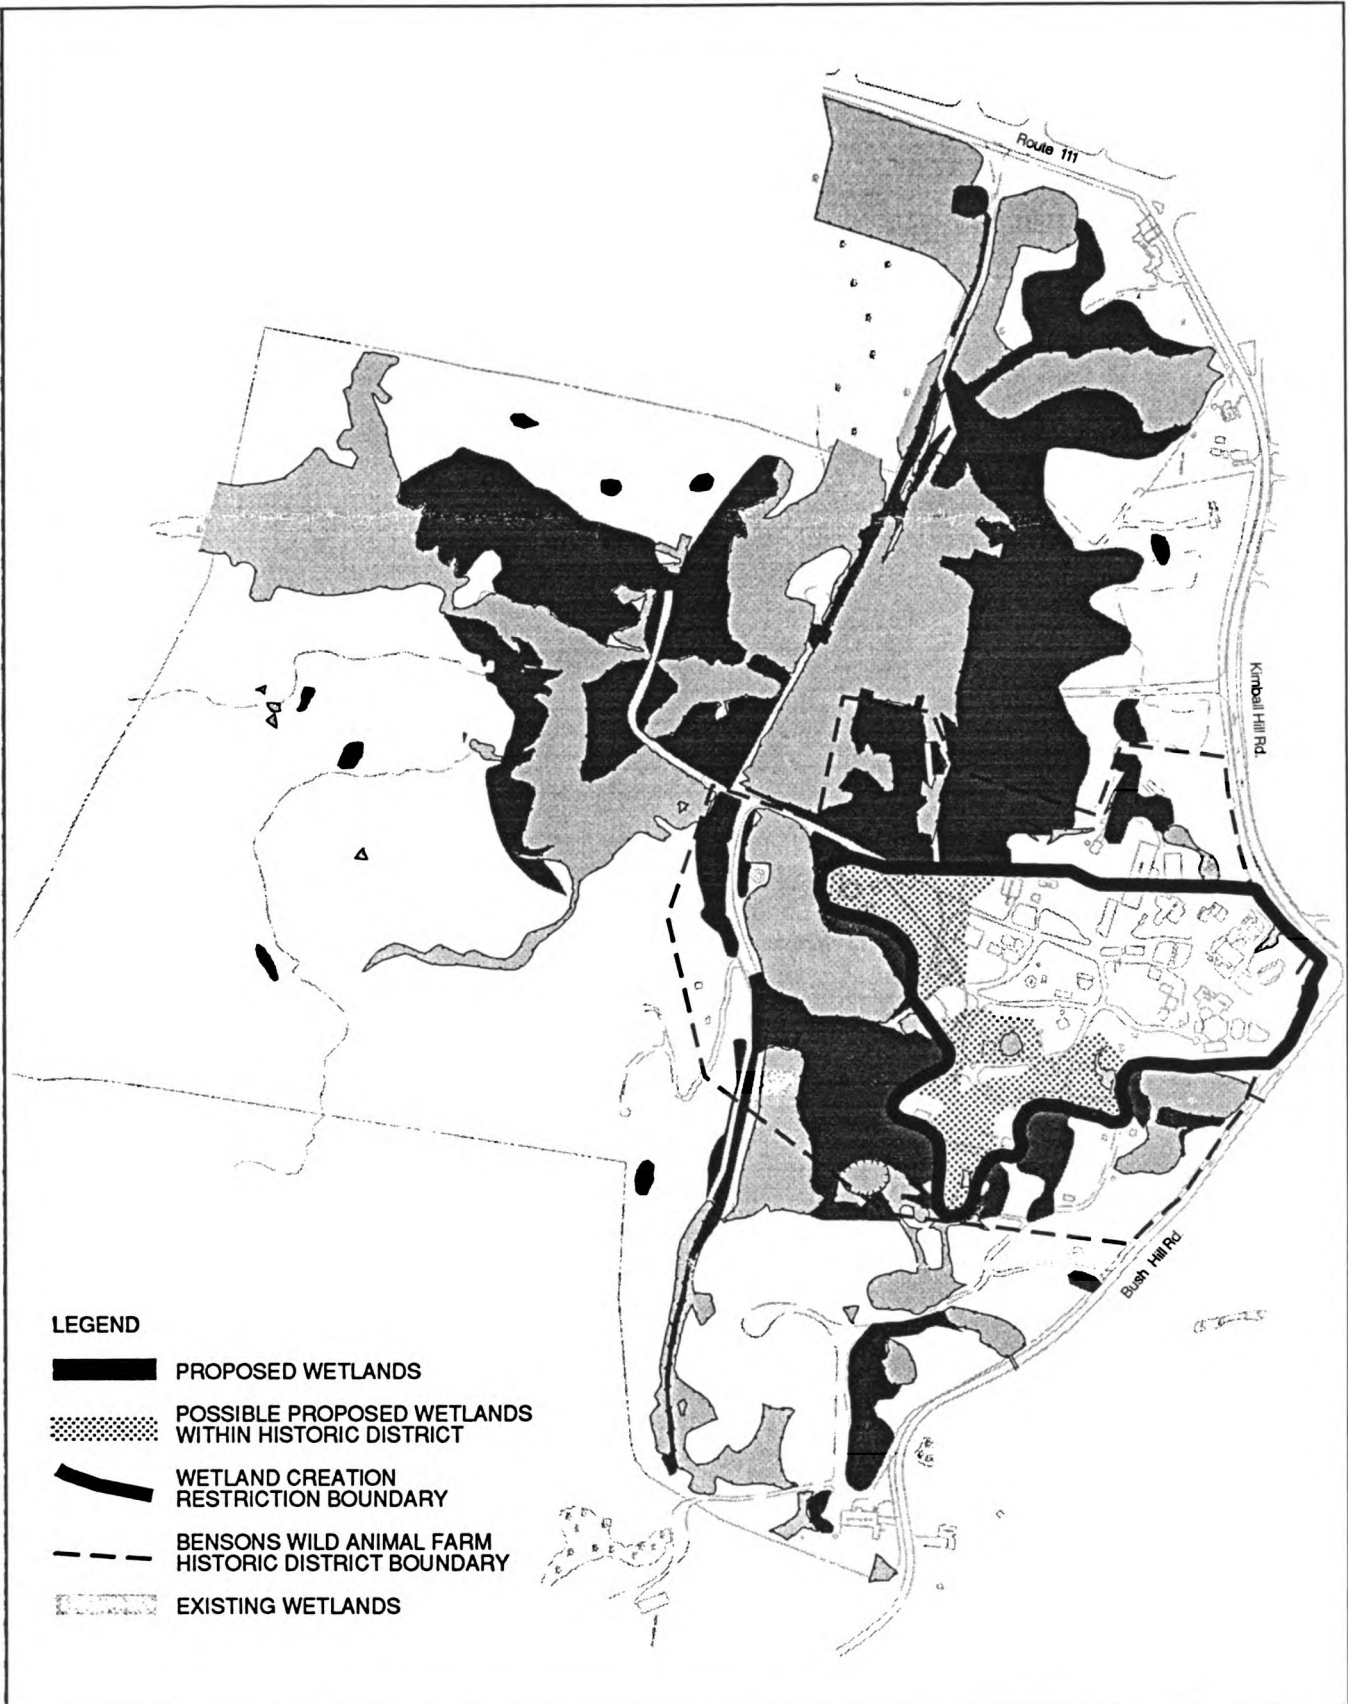 Route 111
Kimball Hill Rd.
Bush Hill Rd.
LEGEND
PROPOSED WETLANDS
POSSIBLE PROPOSED WETLANDS
WITHIN HISTORIC DISTRICT
WETLAND CREATION
RESTRICTION BOUNDARY
BENSONS WILD ANIMAL FARM
HISTORIC DISTRICT BOUNDARY
EXISTING WETLANDS